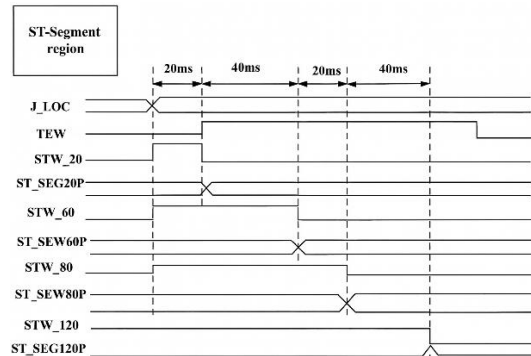 ST-Segment
region
20ms 40ms 20ms 40ms
J_LOC
TEW
STW_20
ST_SEG20P
STW_60
ST_SEW60P
STW_80
ST_SEW80P
STW_120
ST_SEG120P